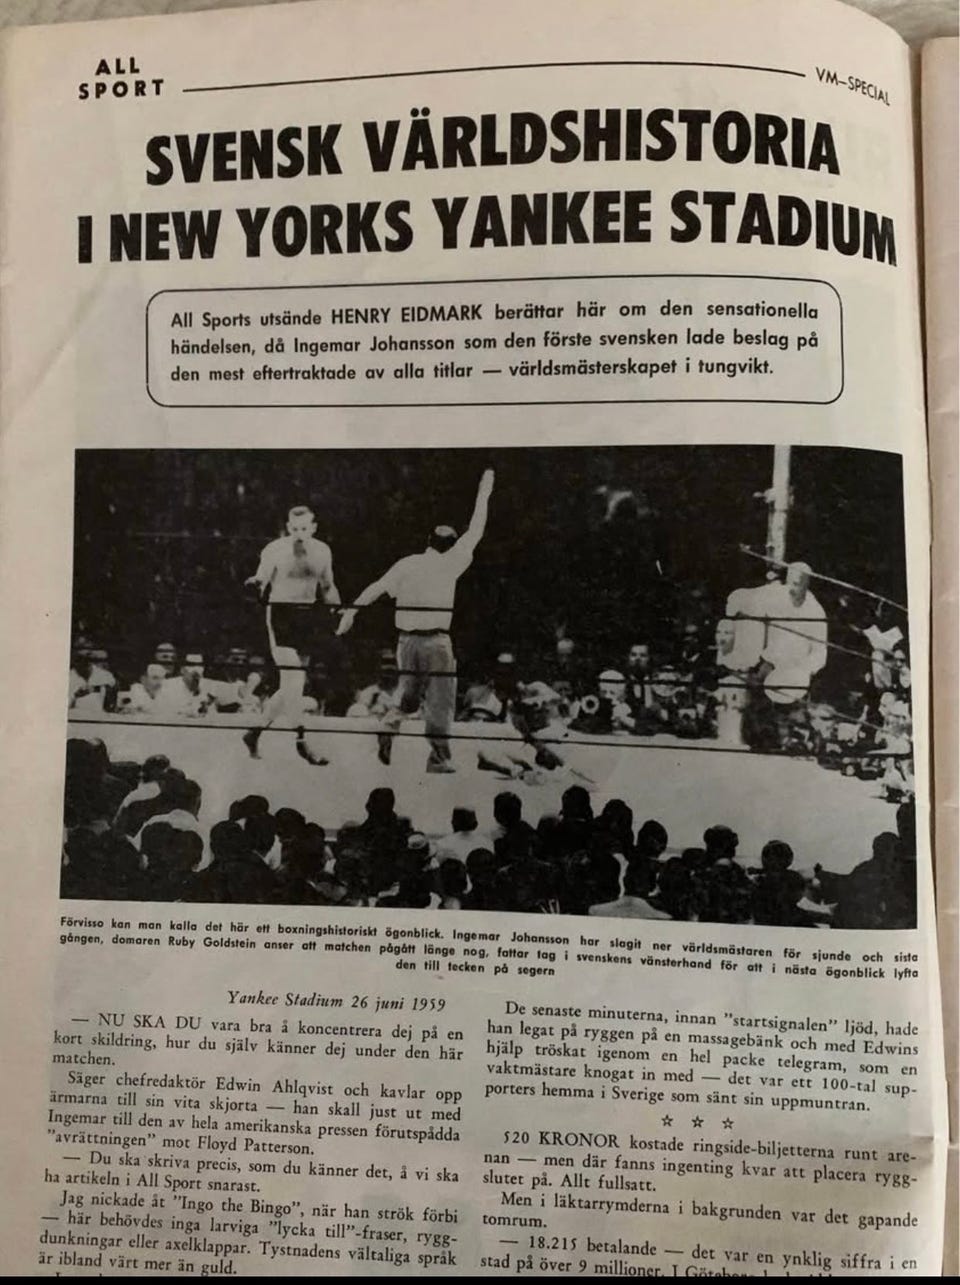 ALL
SPORT
VM–SPECIAL
SVENSK VÄRLDSHISTORIA
I NEW YORKS YANKEE STADIUM
All Sports utsände HENRY EIDMARK berättar här om den sensationella
händelsen, då Ingemar Johansson som den förste svensken lade beslag på
den mest eftertraktade av alla titlar — världsmästerskapet i tungvikt.
Förvisso kan man kalla det här ett boxningshistoriskt ögonblick. Ingemar Johansson har slagit ner världsmästaren för sjunde och sista
gången, domaren Ruby Goldstein anser att matchen pågått länge nog, fattar tag i svenskens vänsterhand för att i nästa ögonblick lyfta
den till tecken på segern
Yankee Stadium 26 juni 1959
— NU SKA DU vara bra å koncentrera dej på en
kort skildring, hur du själv känner dej under den här
matchen.
Säger chefredaktör Edwin Ahlqvist och kavlar opp
ärmarna till sin vita skjorta — han skall just ut med
Ingemar till den av hela amerikanska pressen förutspådda
"avrättningen" mot Floyd Patterson.
— Du ska skriva precis, som du känner det, å vi ska
ha artikeln i All Sport snarast.
Jag nickade åt "Ingo the Bingo", när han strök förbi
— här behövdes inga larviga "lycka till"-fraser, rygg-
dunkningar eller axelklappar. Tystnadens vältaliga språk
är ibland värt mer än guld.
De senaste minuterna, innan "startsignalen" ljöd, hade
han legat på ryggen på en massagebänk och med Edwins
hjälp tröskat igenom en hel packe telegram, som en
vaktmästare knogat in med — det var ett 100-tal sup-
porters hemma i Sverige som sänt sin uppmuntran.
☆ ☆ ☆
520 KRONOR kostade ringside-biljetterna runt are-
nan — men där fanns ingenting kvar att placera rygg-
slutet på. Allt fullsatt.
Men i läktarrymderna i bakgrunden var det gapande
tomrum.
— 18.215 betalande — det var en ynklig siffra i en
stad på över 9 millioner. I